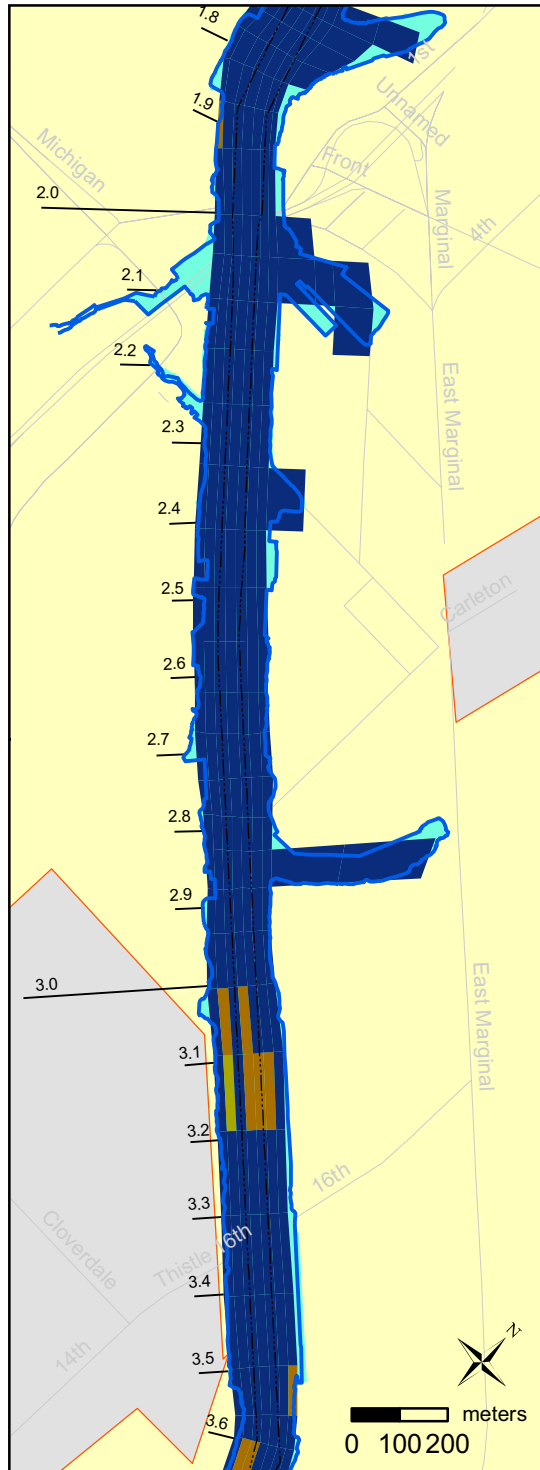 1.8
1st
1.9
Unnamed
Michigan
Front
2.0
Marginal
4th
2.1
2.2
East Marginal
2.3
2.4
2.5
Carleton
2.6
2.7
2.8
2.9
3.0
East Marginal
3.1
3.2
16th
3.3
Cloverdale
Thistle 16th
3.4
14th
3.5
N
3.6
meters
0 100 200